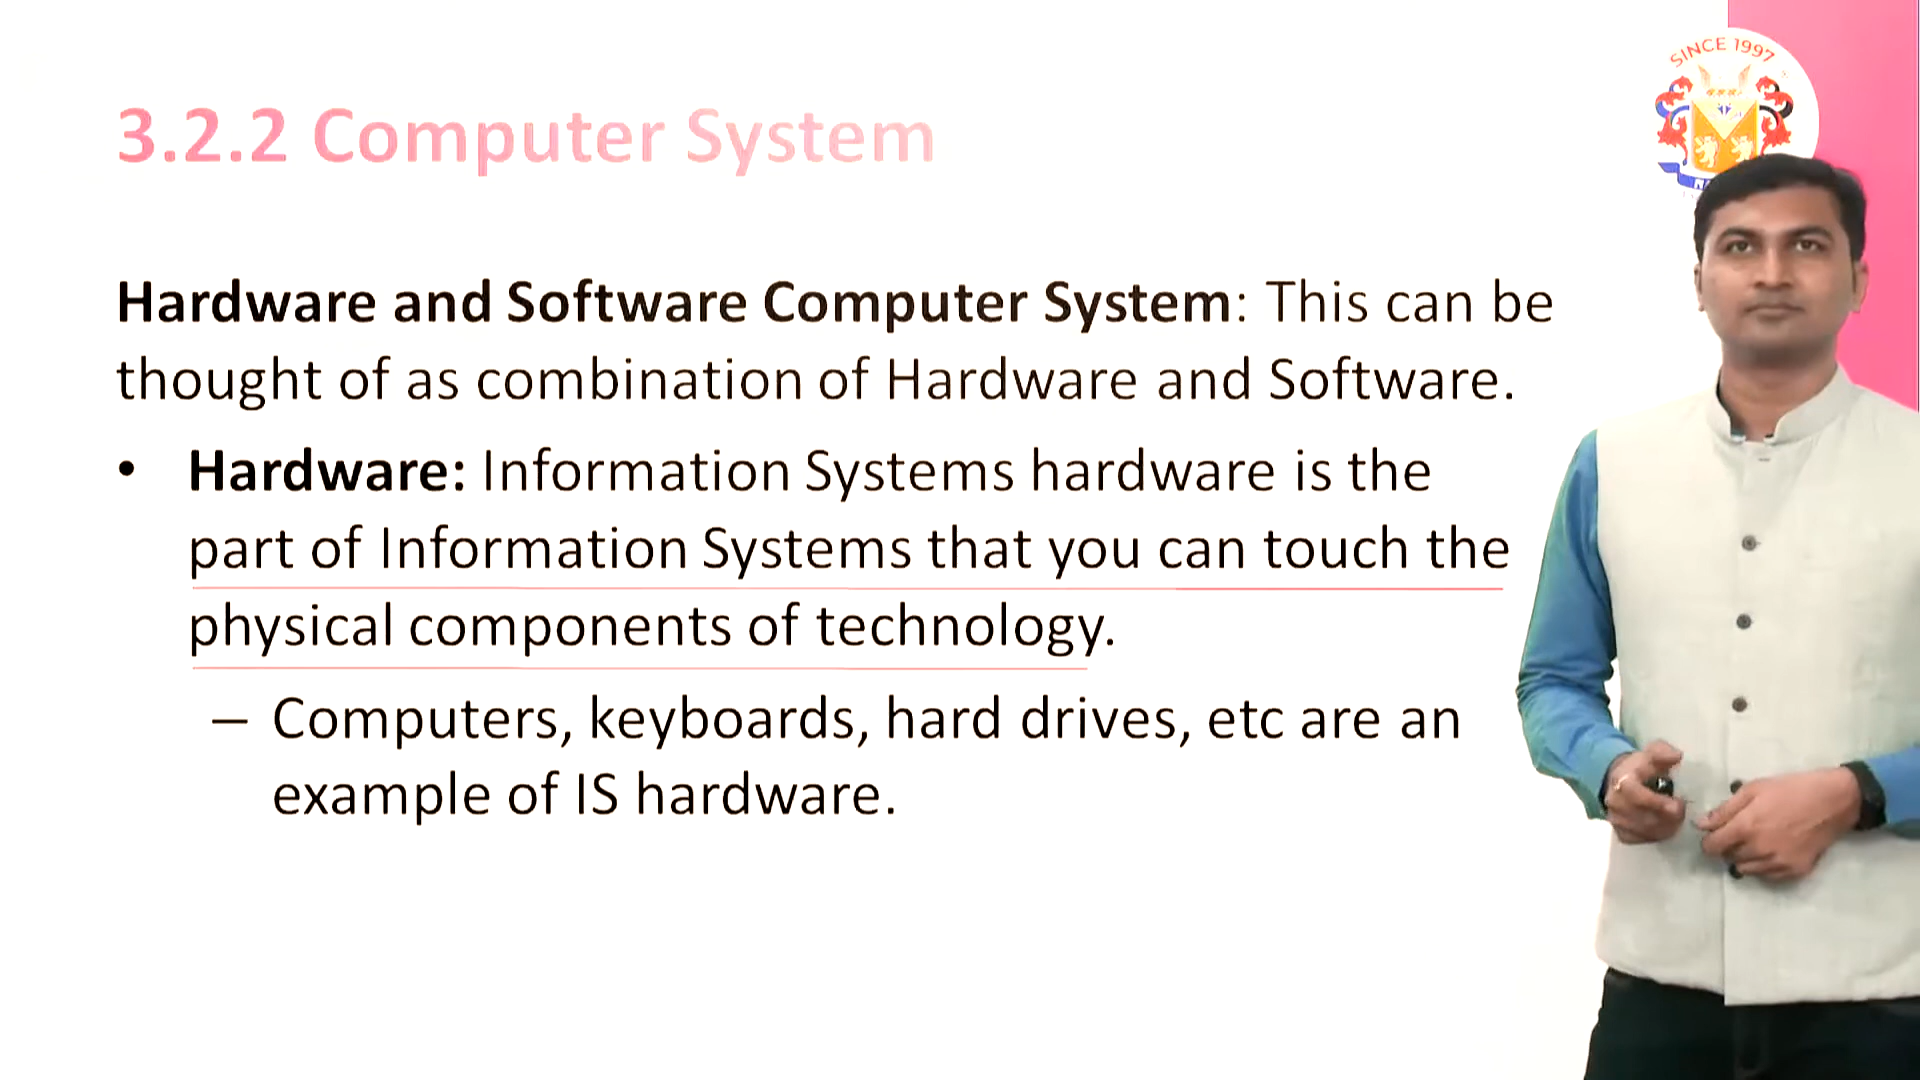 SINCE 1997
3.2.2 Computer System
Hardware and Software Computer System: This can be
thought of as combination of Hardware and Software.
• Hardware: Information Systems hardware is the
part of Information Systems that you can touch the
physical components of technology.
– Computers, keyboards, hard drives, etc are an
example of IS hardware.